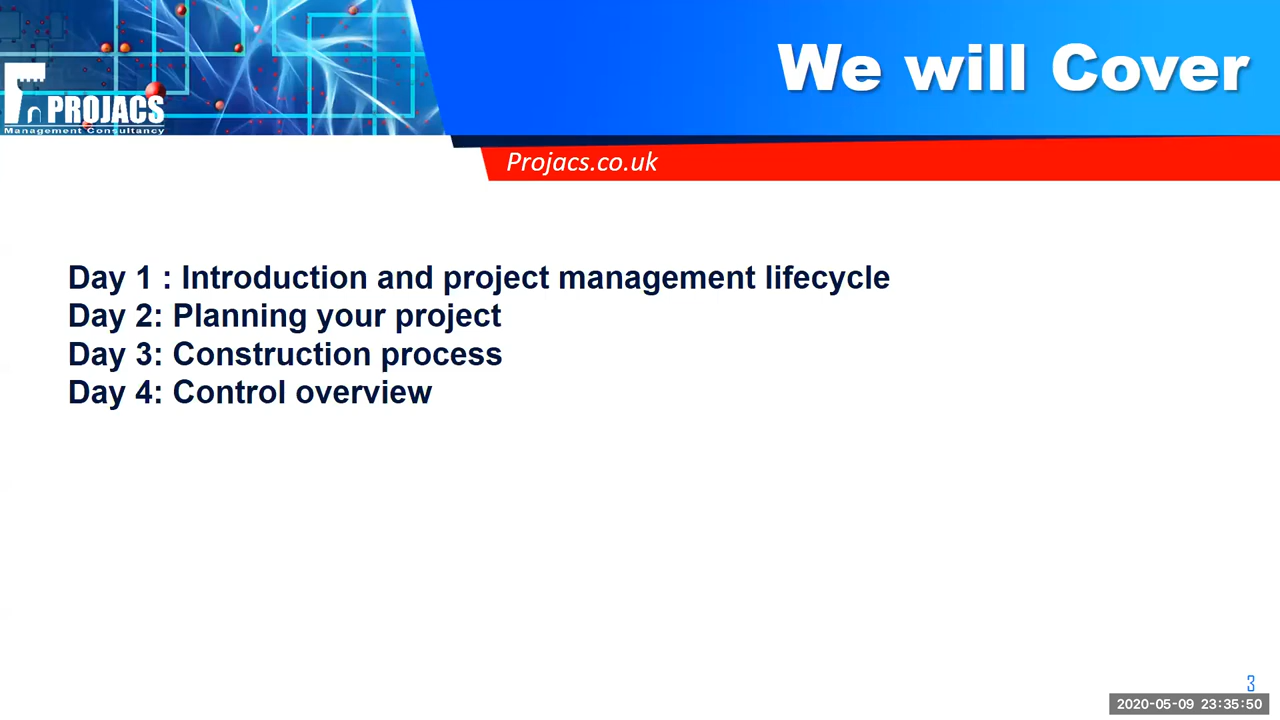 We will Cover
PROJACS
Management Consultancy
Projacs.co.uk
Day 1 : Introduction and project management lifecycle
Day 2: Planning your project
Day 3: Construction process
Day 4: Control overview
3
2020-05-09 23:35:50